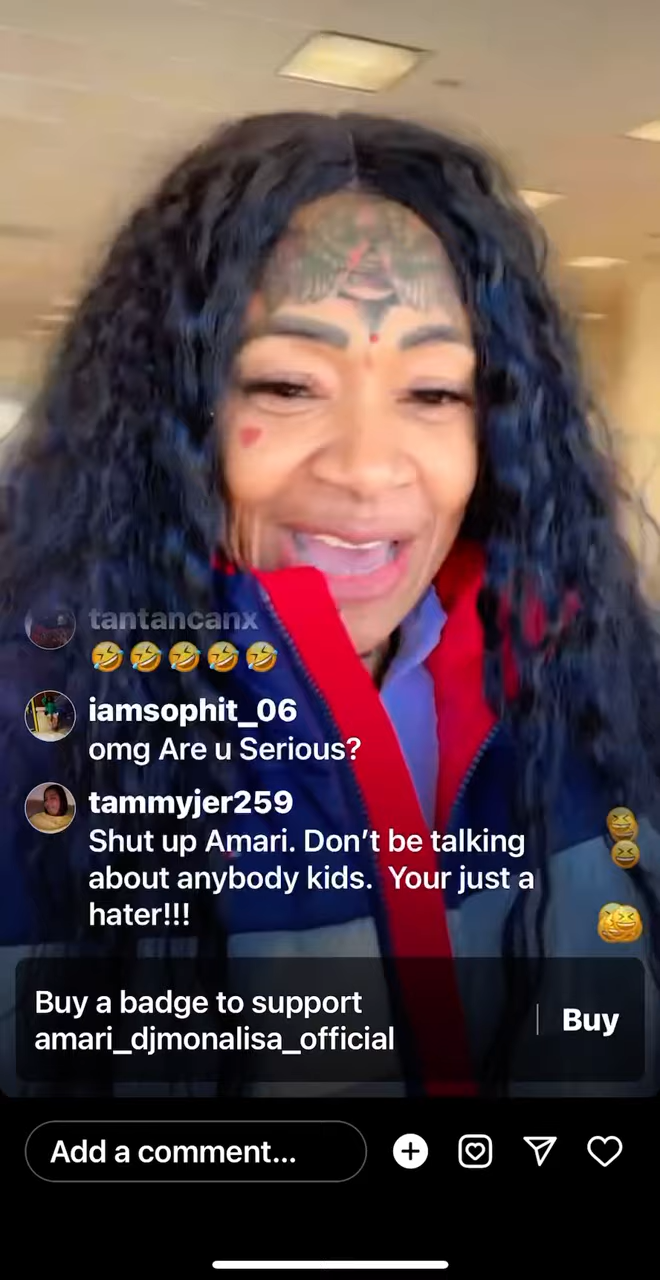 tantancanx
🤣🤣🤣🤣🤣
iamsophit_06
omg Are u Serious?
tammyjer259
Shut up Amari. Don’t be talking
about anybody kids.  Your just a
hater!!!
Buy a badge to support
amari_djmonalisa_official
Buy
Add a comment...